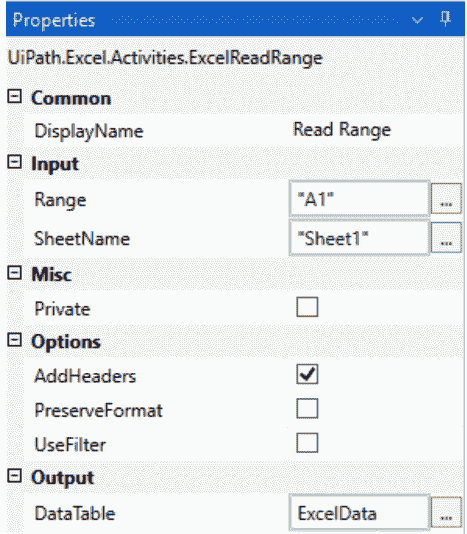 Properties
UiPath.Excel.Activities.ExcelReadRange
Common
DisplayName Read Range
Input
Range "A1" ...
SheetName "Sheet1" ...
Misc
Private
Options
AddHeaders
PreserveFormat
UseFilter
Output
DataTable ExcelData ...